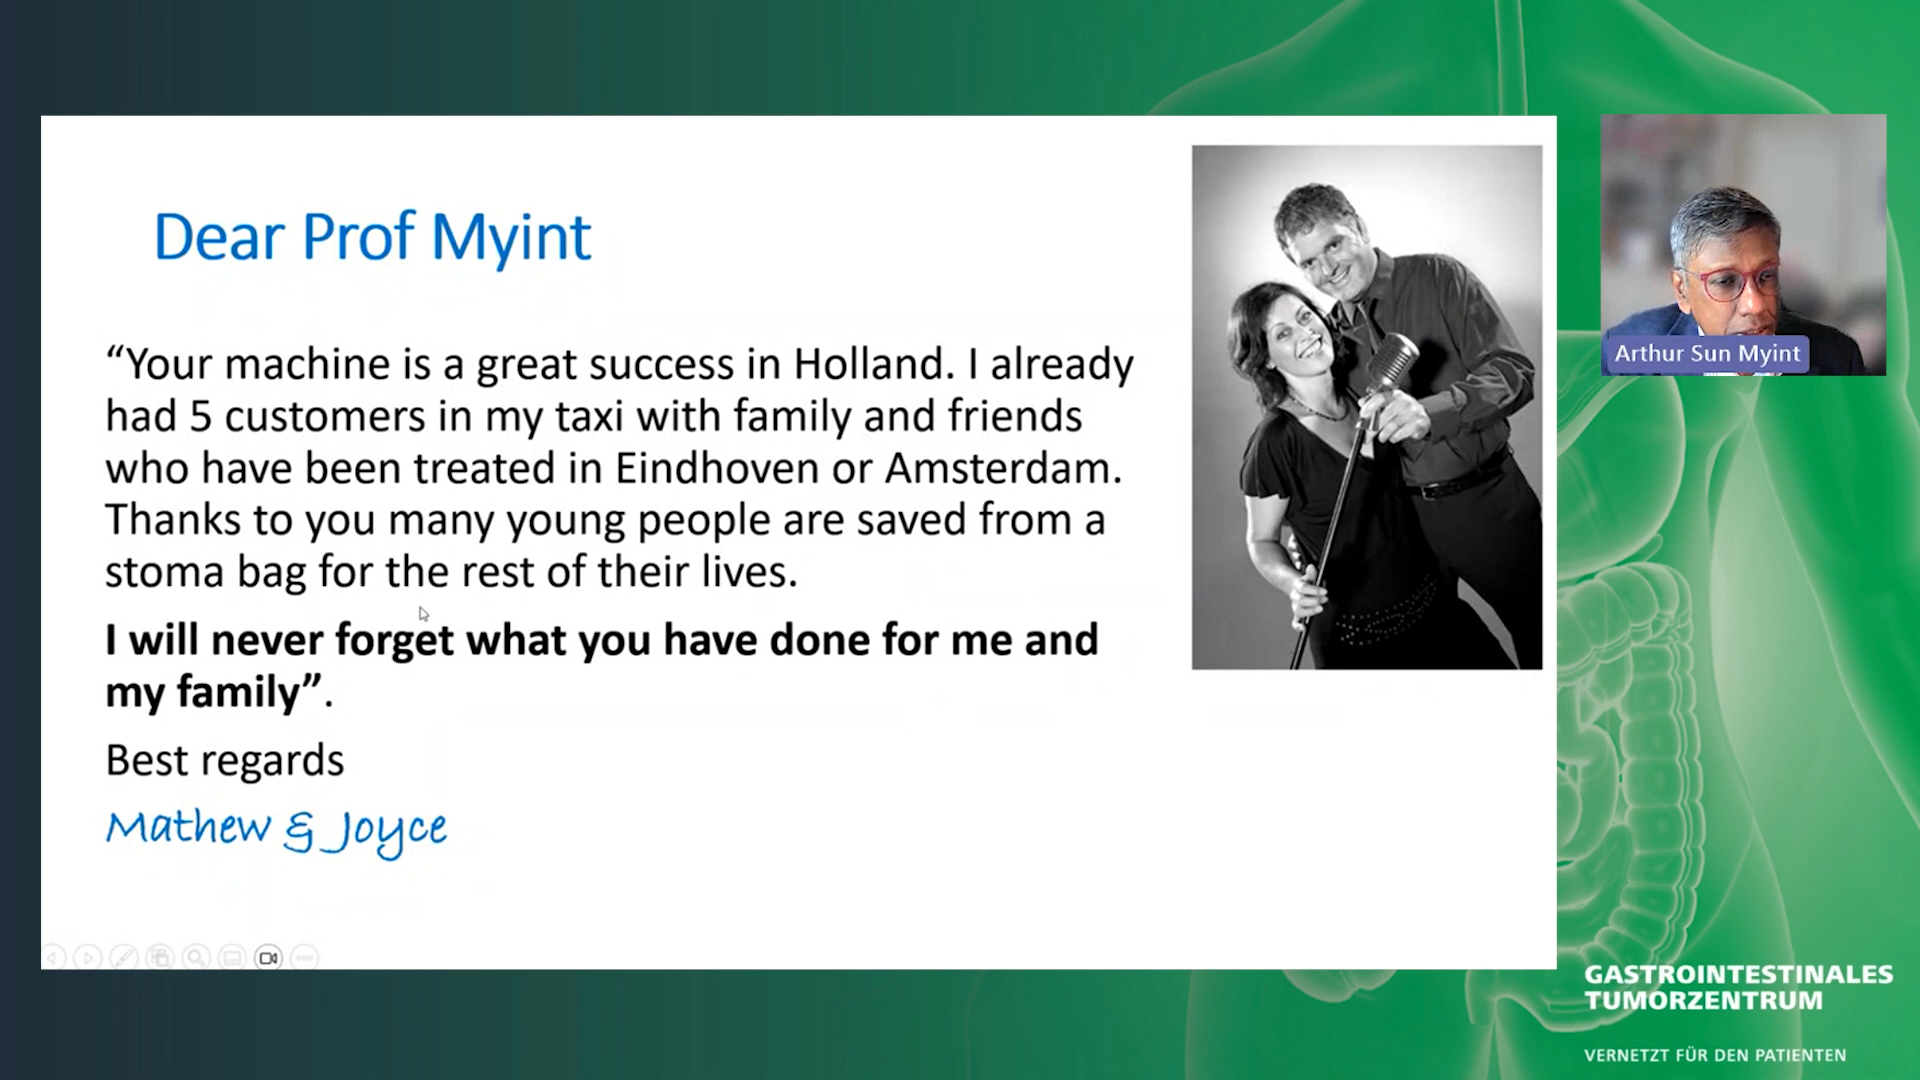 Dear Prof Myint
“Your machine is a great success in Holland. I already
had 5 customers in my taxi with family and friends
who have been treated in Eindhoven or Amsterdam.
Thanks to you many young people are saved from a
stoma bag for the rest of their lives.
I will never forget what you have done for me and
my family”.
Best regards
Mathew & Joyce
Arthur Sun Myint
GASTROINTESTINALES
TUMORZENTRUM
VERNETZT FÜR DEN PATIENTEN